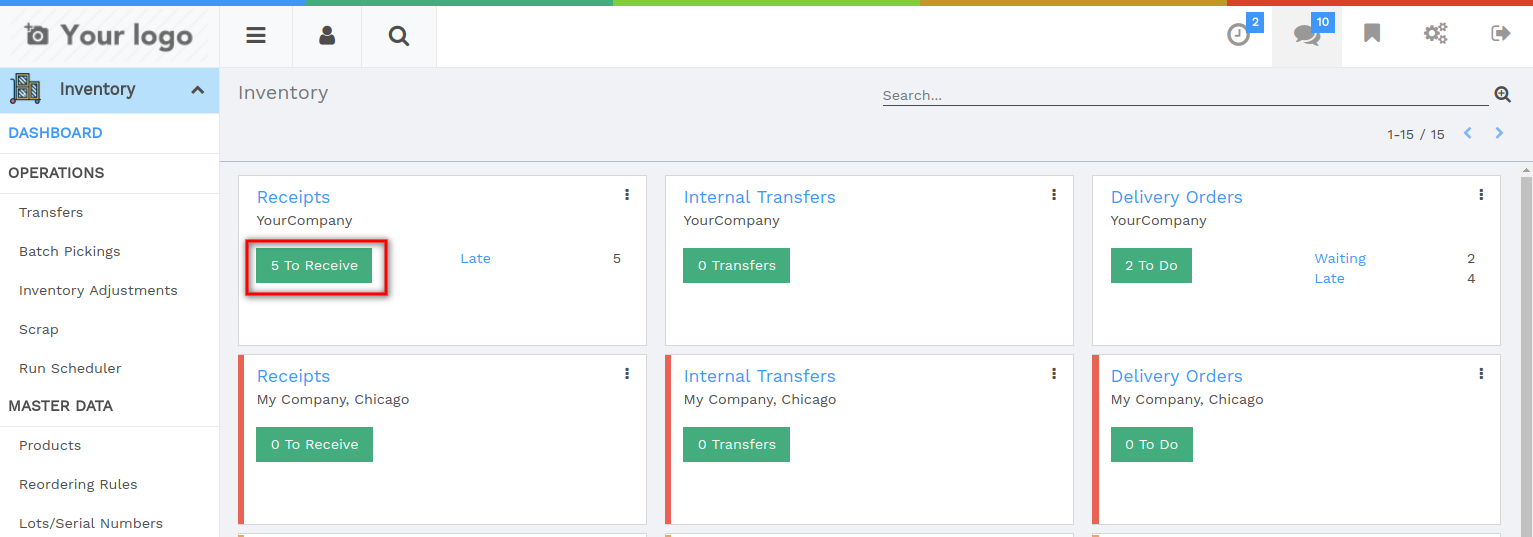 Your logo
2
10
Inventory
DASHBOARD
OPERATIONS
Transfers
Batch Pickings
Inventory Adjustments
Scrap
Run Scheduler
MASTER DATA
Products
Reordering Rules
Lots/Serial Numbers
Inventory
Search...
1-15 / 15
Receipts
YourCompany
5 To Receive
Late 5
Internal Transfers
YourCompany
0 Transfers
Delivery Orders
YourCompany
2 To Do
Waiting 2
Late 4
Receipts
My Company, Chicago
0 To Receive
Internal Transfers
My Company, Chicago
0 Transfers
Delivery Orders
My Company, Chicago
0 To Do